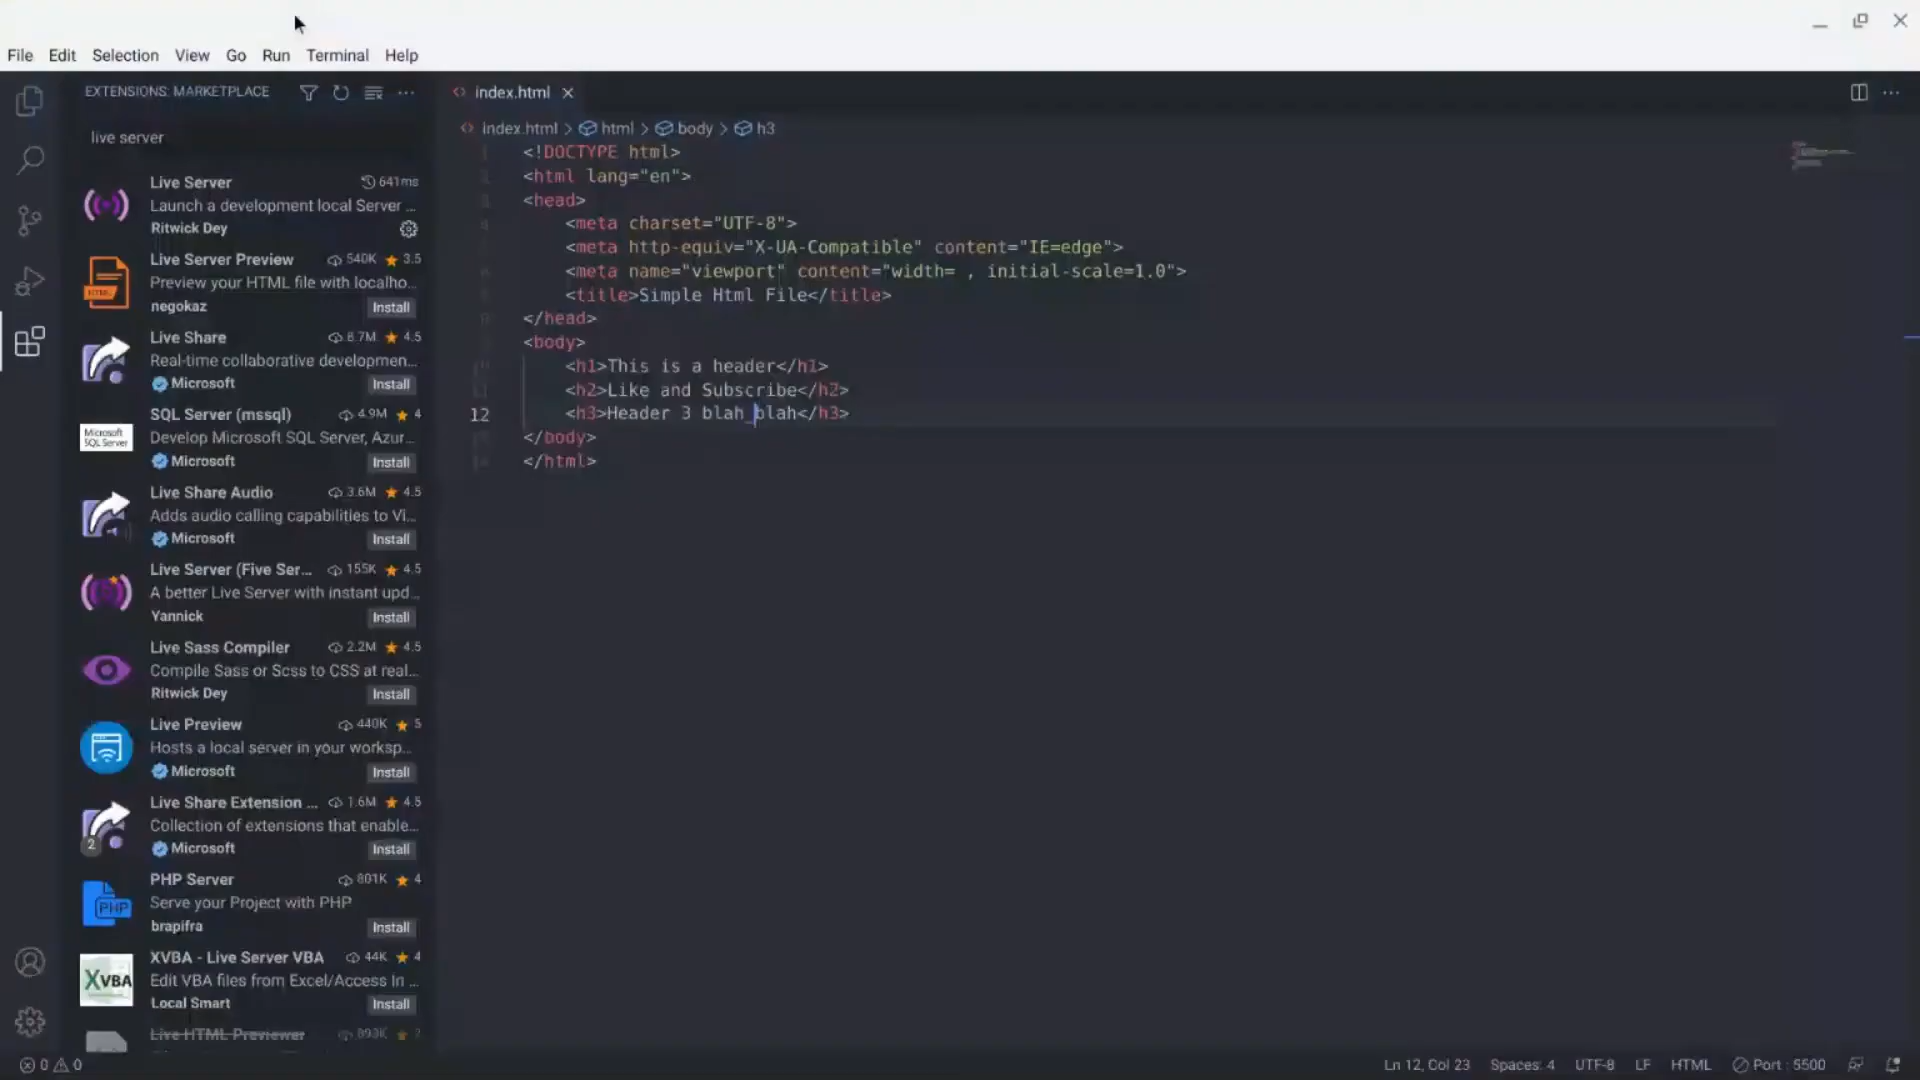 File Edit Selection View Go Run Terminal Help
EXTENSIONS: MARKETPLACE
live server
Live Server 641ms
Launch a development local Server ...
Ritwick Dey
Live Server Preview 540K 3.5
Preview your HTML file with localho...
negokaz Install
Live Share 8.7M 4.5
Real-time collaborative developmen...
Microsoft Install
SQL Server (mssql) 4.9M 4
Microsoft
SQL Server
Develop Microsoft SQL Server, Azur...
Microsoft Install
Live Share Audio 3.6M 4.5
Adds audio calling capabilities to Vi...
Microsoft Install
Live Server (Five Ser... 155K 4.5
A better Live Server with instant upd...
Yannick Install
Live Sass Compiler 2.2M 4.5
Compile Sass or Scss to CSS at real...
Ritwick Dey Install
Live Preview 440K 5
Hosts a local server in your worksp...
Microsoft Install
Live Share Extension ... 1.6M 4.5
Collection of extensions that enable...
2
Microsoft Install
PHP Server 801K 4
PHP
Serve your Project with PHP
brapifra Install
XVBA - Live Server VBA 44K 4
XVBA
Edit VBA files from Excel/Access In ...
Local Smart Install
Live HTML Previewer 893K 2
index.html
index.html > html > body > h3
<!DOCTYPE html>
<html lang="en">
<head>
<meta charset="UTF-8">
<meta http-equiv="X-UA-Compatible" content="IE=edge">
<meta name="viewport" content="width= , initial-scale=1.0">
<title>Simple Html File</title>
</head>
<body>
<h1>This is a header</h1>
<h2>Like and Subscribe</h2>
12 <h3>Header 3 blah blah</h3>
</body>
</html>
0 0 Ln 12, Col 23 Spaces: 4 UTF-8 LF HTML Port : 5500